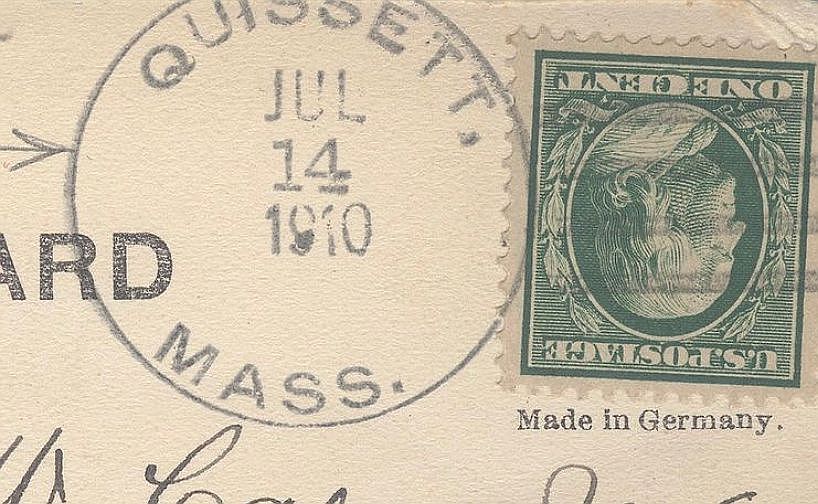 QUISSETT,
JUL
14
1910
MASS.
ARD
ONE CENT
U.S. POSTAGE
Made in Germany.